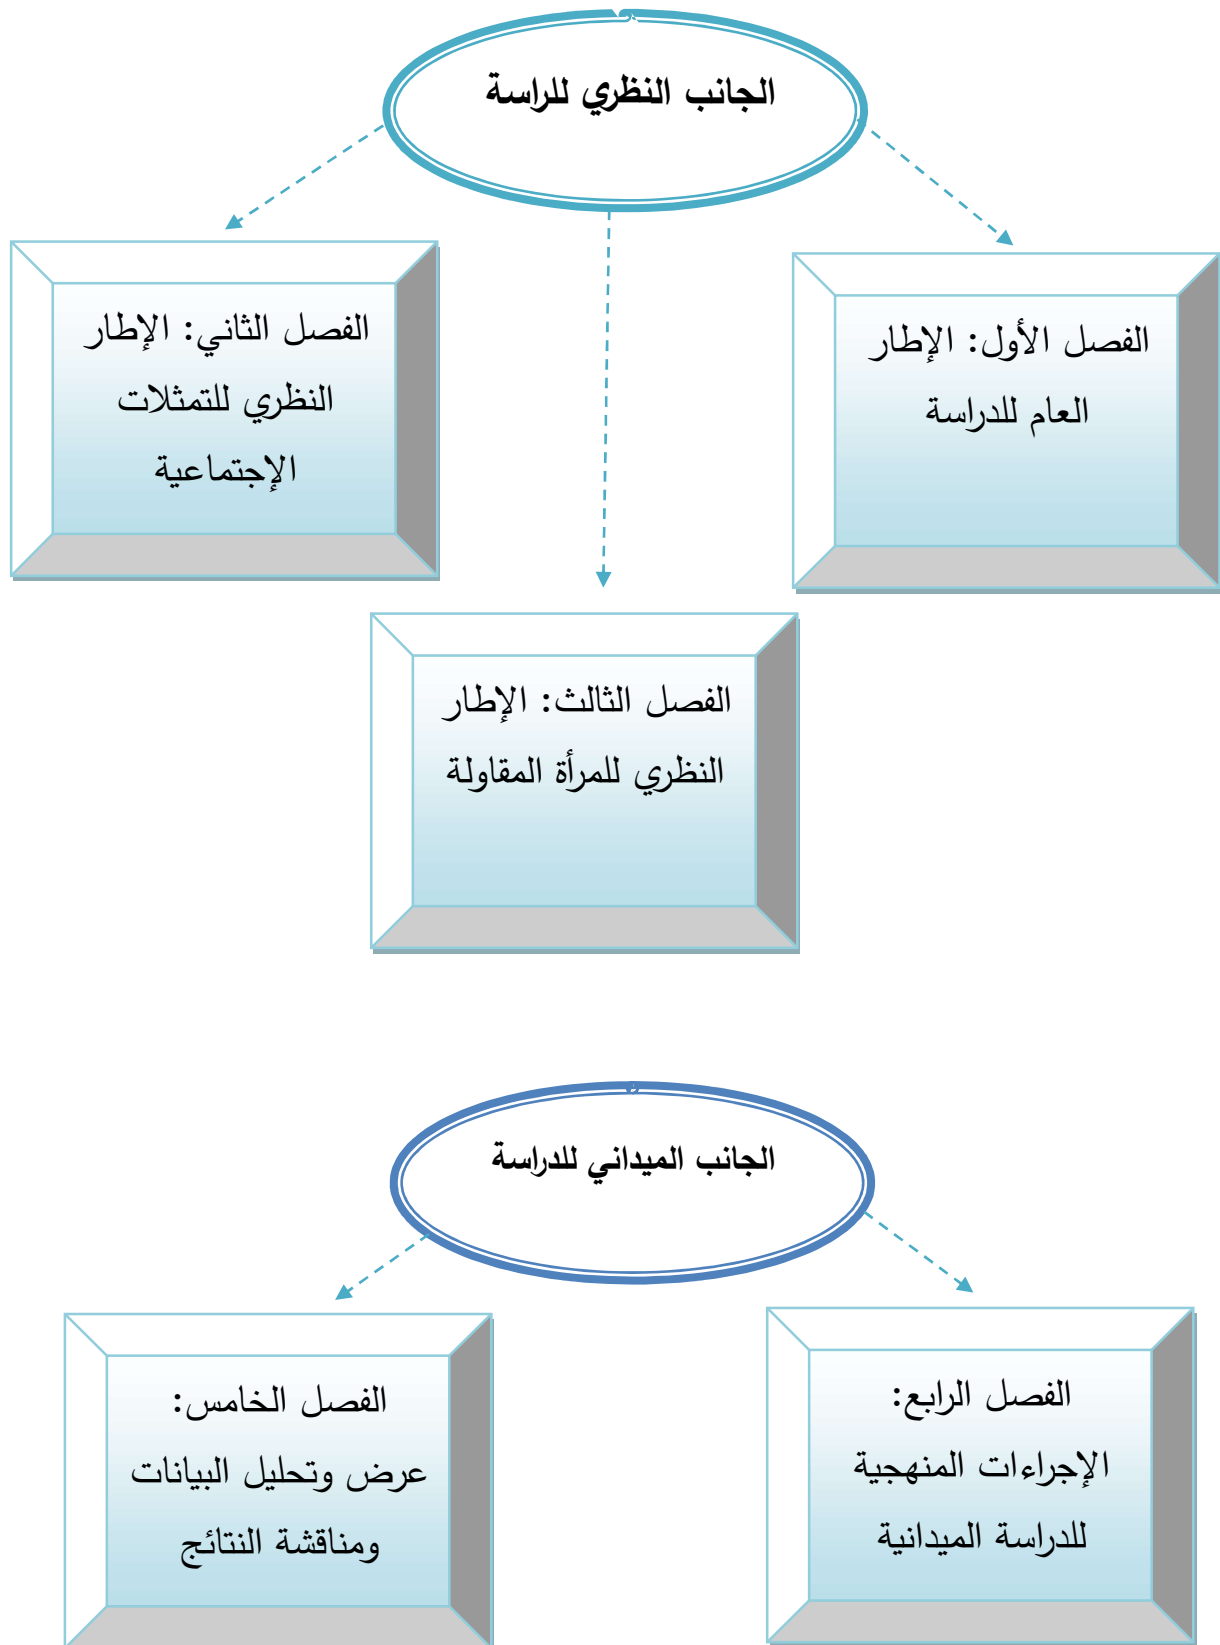 الجانب النظري للراسة
الفصل الأول: الإطار
العام للدراسة
الفصل الثاني: الإطار
النظري للتمثلات
الإجتماعية
الفصل الثالث: الإطار
النظري للمرأة المقاولة
الجانب الميداني للدراسة
الفصل الرابع:
الإجراءات المنهجية
للدراسة الميدانية
الفصل الخامس:
عرض وتحليل البيانات
ومناقشة النتائج